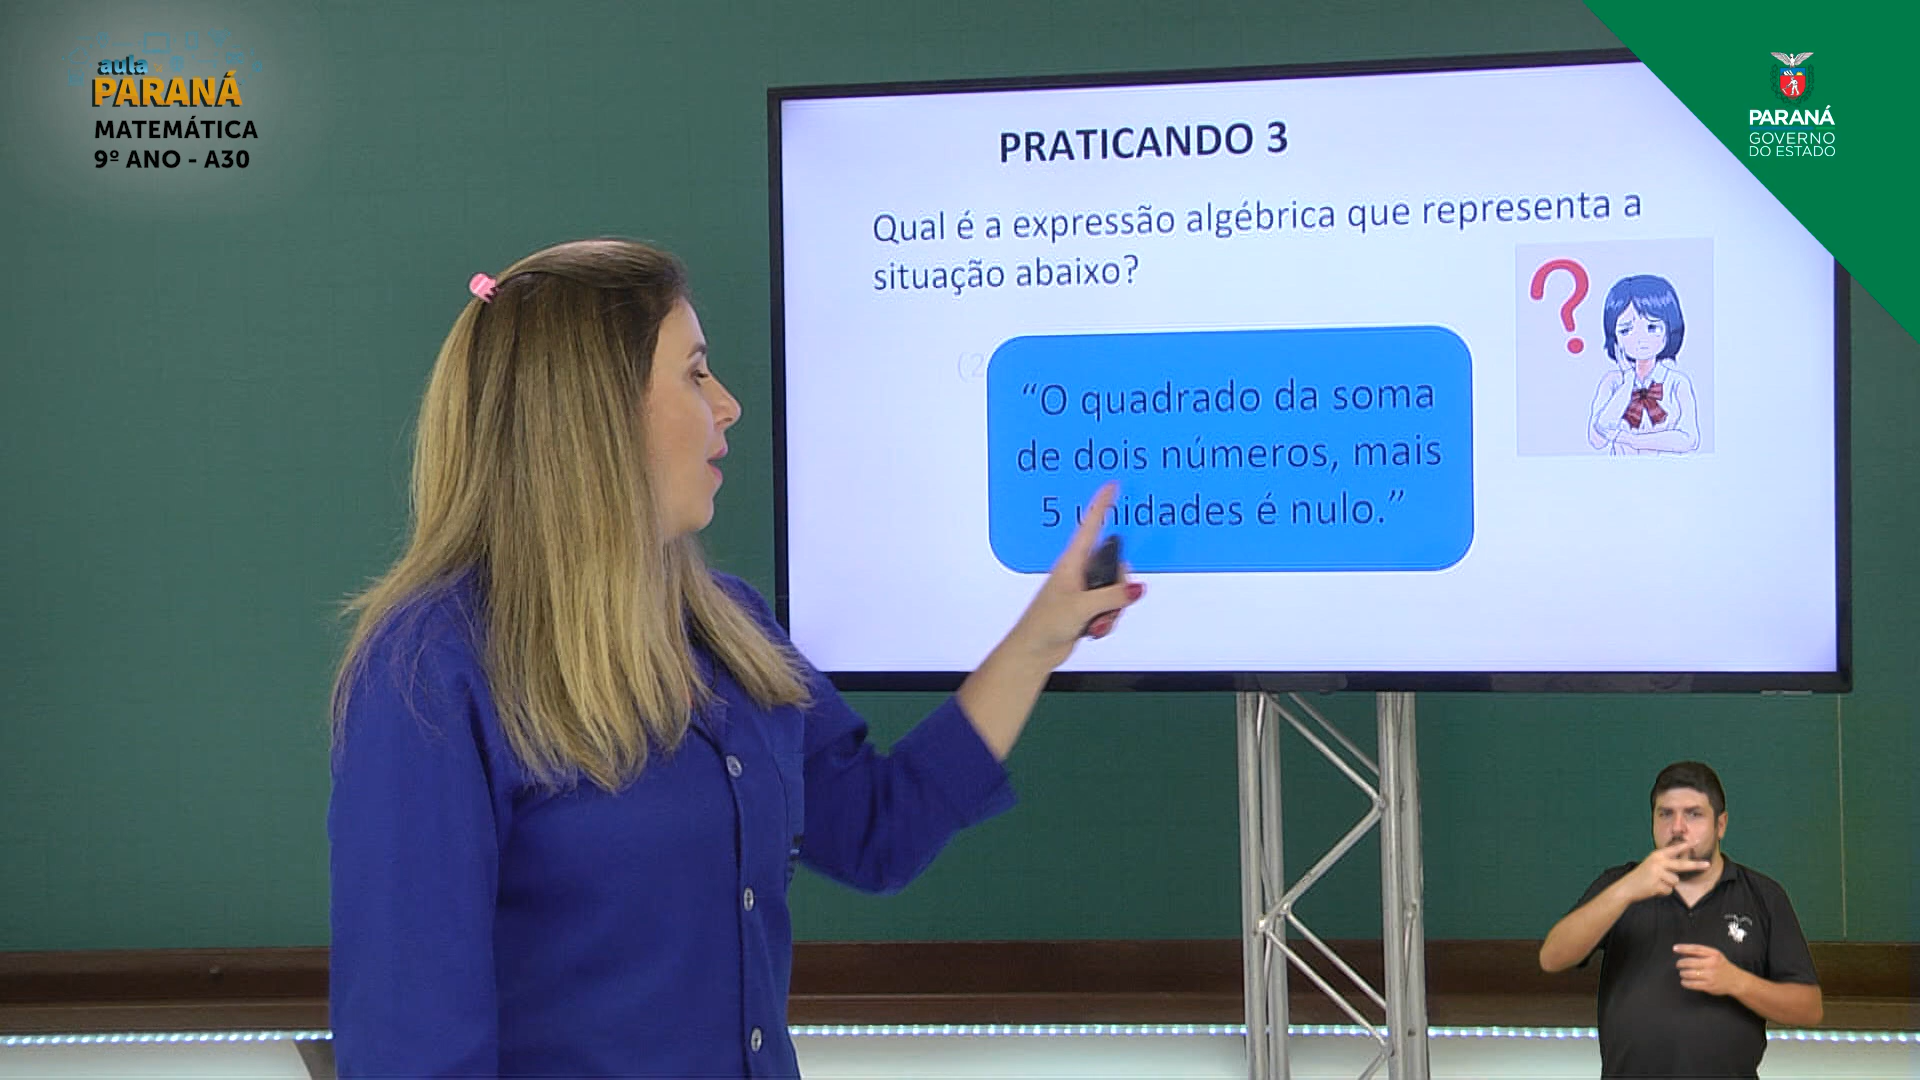 aula
PARANÁ
MATEMÁTICA
9º ANO - A30
PARANÁ
GOVERNO
DO ESTADO
PRATICANDO 3
Qual é a expressão algébrica que representa a
situação abaixo?
(2
“O quadrado da soma
de dois números, mais
5 unidades é nulo.”
?